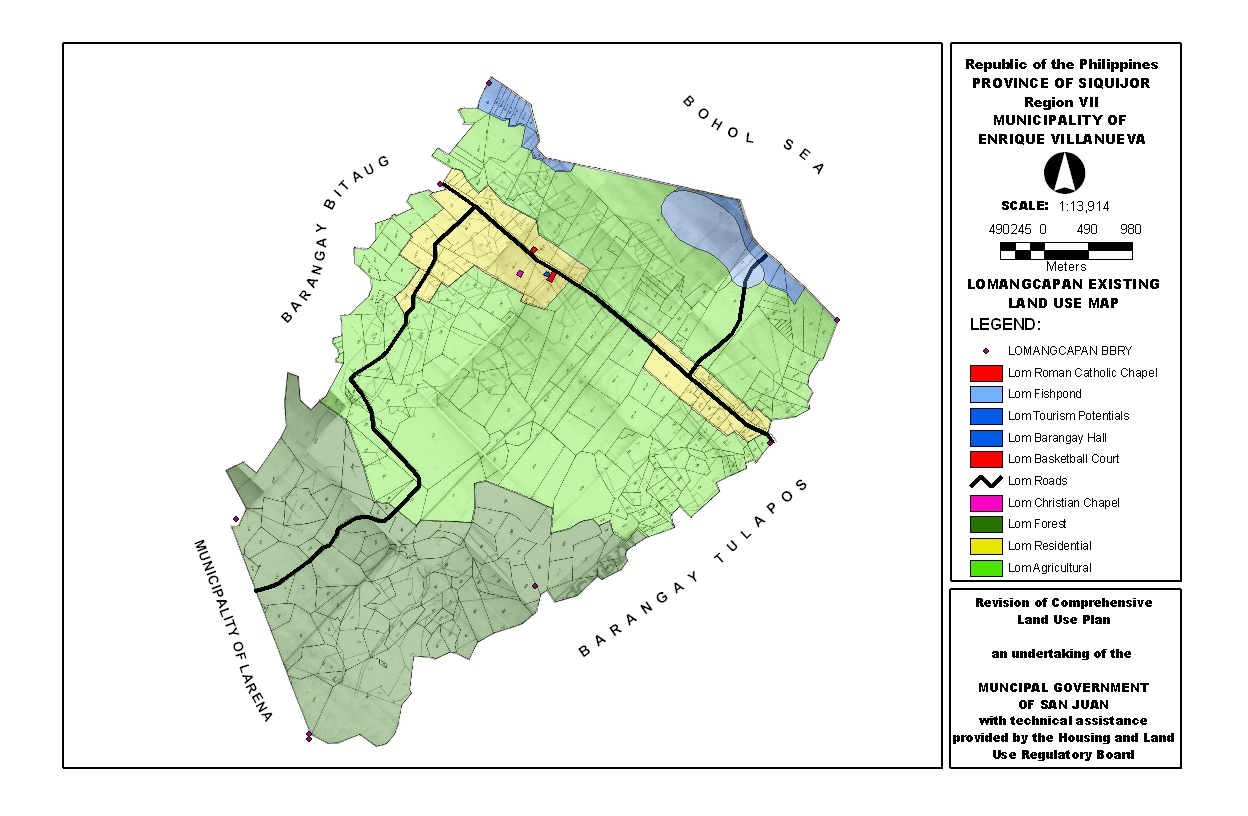 BOHOL SEA
BARANGAY BITAUG
BARANGAY TULAPOS
MUNICIPALITY OF LARENA
Republic of the Philippines
PROVINCE OF SIQUIJOR
Region VII
MUNICIPALITY OF
ENRIQUE VILLANUEVA
SCALE: 1:13,914
490245 0 490 980
Meters
LOMANGCAPAN EXISTING
LAND USE MAP
LEGEND:
LOMANGCAPAN BBRY
Lom Roman Catholic Chapel
Lom Fishpond
Lom Tourism Potentials
Lom Barangay Hall
Lom Basketball Court
Lom Roads
Lom Christian Chapel
Lom Forest
Lom Residential
Lom Agricultural
Revision of Comprehensive
Land Use Plan
an undertaking of the
MUNCIPAL GOVERNMENT
OF SAN JUAN
with technical assistance
provided by the Housing and Land
Use Regulatory Board